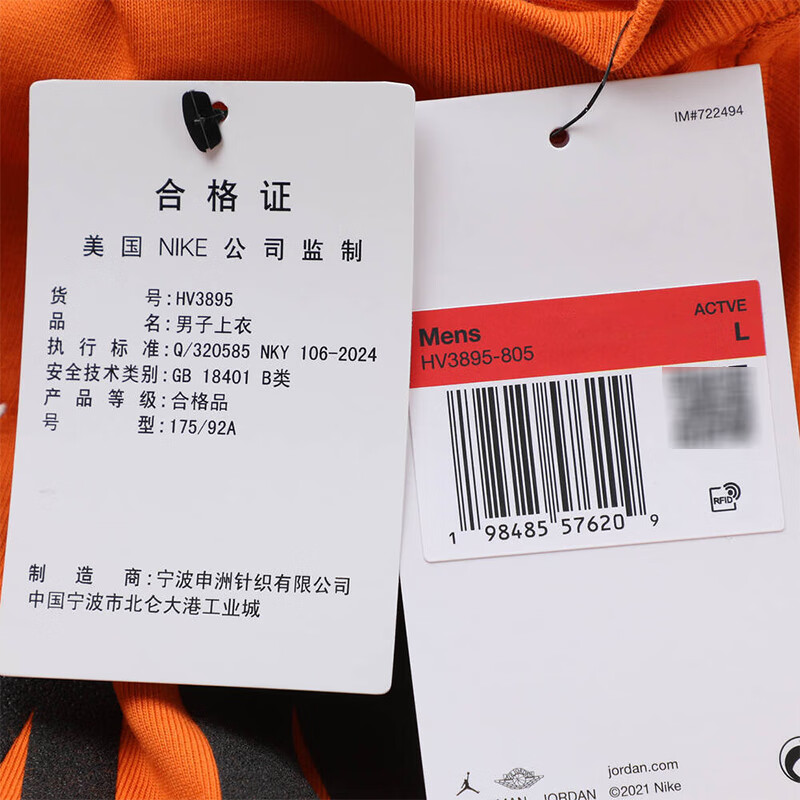 合格证
美国 NIKE 公司监制
货 号:HV3895
品 名:男子上衣
执行标准:Q/320585 NKY 106-2024
安全技术类别:GB 18401 B类
产品等级:合格品
号 型:175/92A
制造商:宁波申洲针织有限公司
中国宁波市北仑大港工业城
IM#722494
ACTVE
Mens
L
HV3895-805
RFID
1 98485 57620 9
JORDAN
jordan.com
©2021 Nike